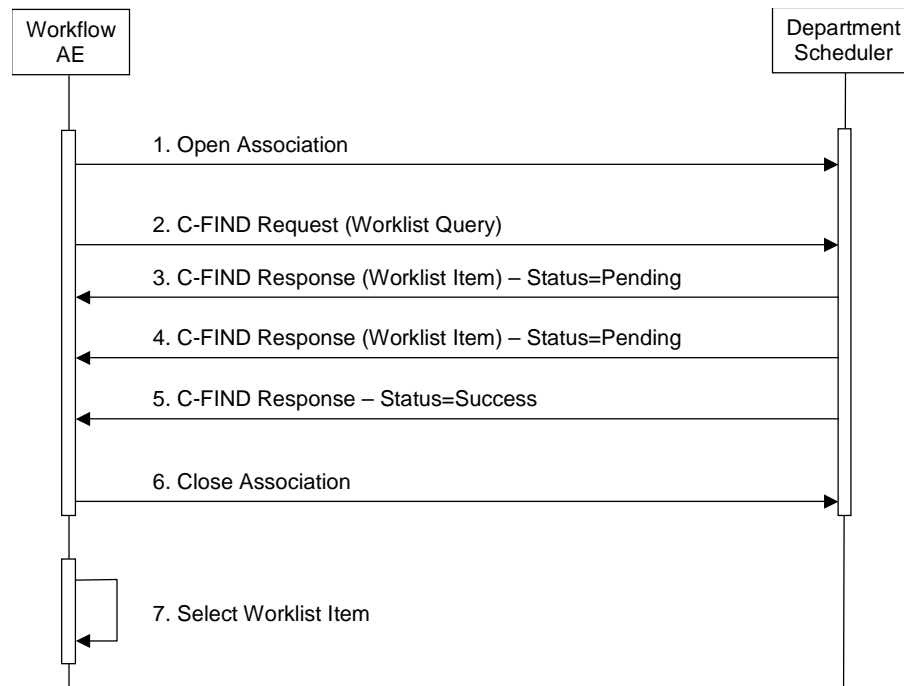 Workflow
AE
Department
Scheduler
1. Open Association
2. C-FIND Request (Worklist Query)
3. C-FIND Response (Worklist Item) – Status=Pending
4. C-FIND Response (Worklist Item) – Status=Pending
5. C-FIND Response – Status=Success
6. Close Association
7. Select Worklist Item